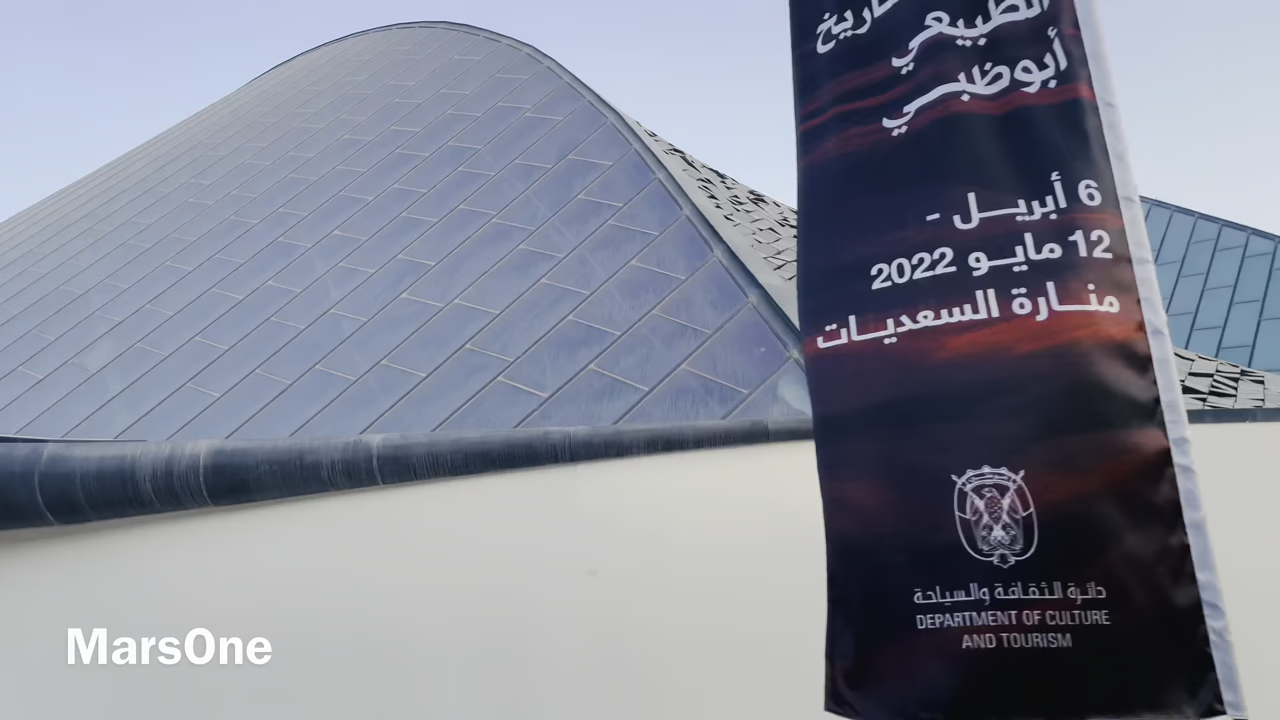 الطبيعي
أبوظبي
6 أبريل -
12 مايو 2022
منارة السعديات
دائرة الثقافة والسياحة
DEPARTMENT OF CULTURE
AND TOURISM
MarsOne